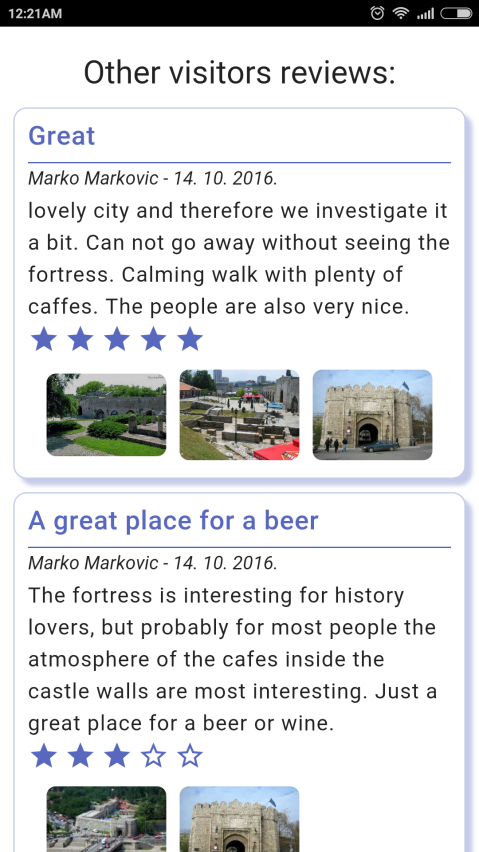 12:21AM
Other visitors reviews:
Great
Marko Markovic - 14. 10. 2016.
lovely city and therefore we investigate it
a bit. Can not go away without seeing the
fortress. Calming walk with plenty of
caffes. The people are also very nice.
A great place for a beer
Marko Markovic - 14. 10. 2016.
The fortress is interesting for history
lovers, but probably for most people the
atmosphere of the cafes inside the
castle walls are most interesting. Just a
great place for a beer or wine.